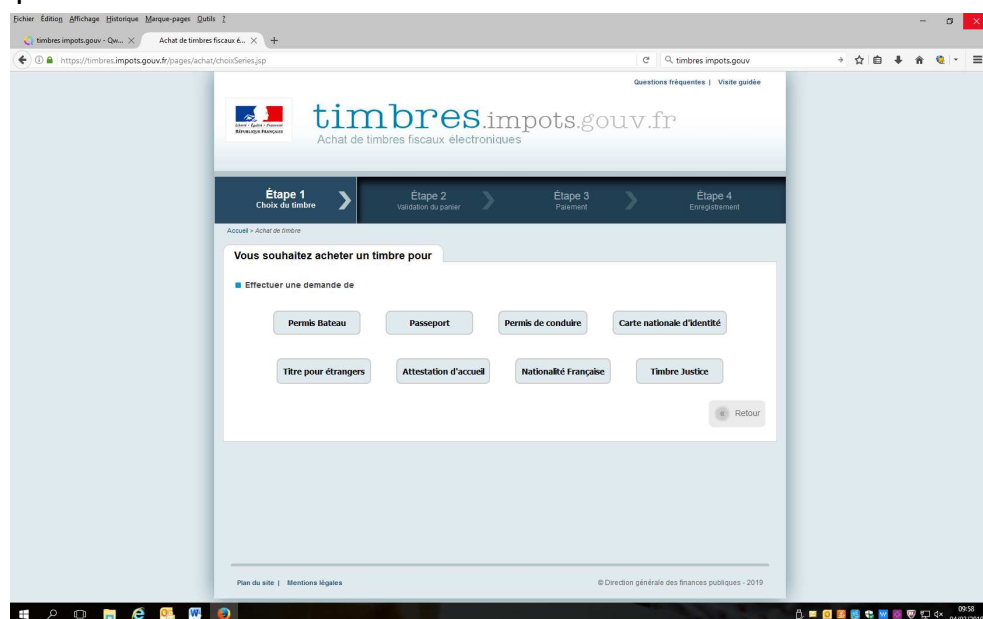 Fichier Édition Affichage Historique Marque-pages Outils ?
timbres impots.gouv - Qw... Achat de timbres fiscaux é...
https://timbres.impots.gouv.fr/pages/achat/choixSeries.jsp timbres impots.gouv
Questions fréquentes | Visite guidée
Liberté • Égalité • Fraternité
RÉPUBLIQUE FRANÇAISE
timbres.impots.gouv.fr
Achat de timbres fiscaux électroniques
Étape 1 Étape 2 Étape 3 Étape 4
Choix du timbre Validation du panier Paiement Enregistrement
Accueil » Achat de timbre
Vous souhaitez acheter un timbre pour
Effectuer une demande de
Permis Bateau Passeport Permis de conduire Carte nationale d'identité
Titre pour étrangers Attestation d'accueil Nationalité Française Timbre Justice
« Retour
Plan du site | Mentions légales © Direction générale des finances publiques - 2019
09:58